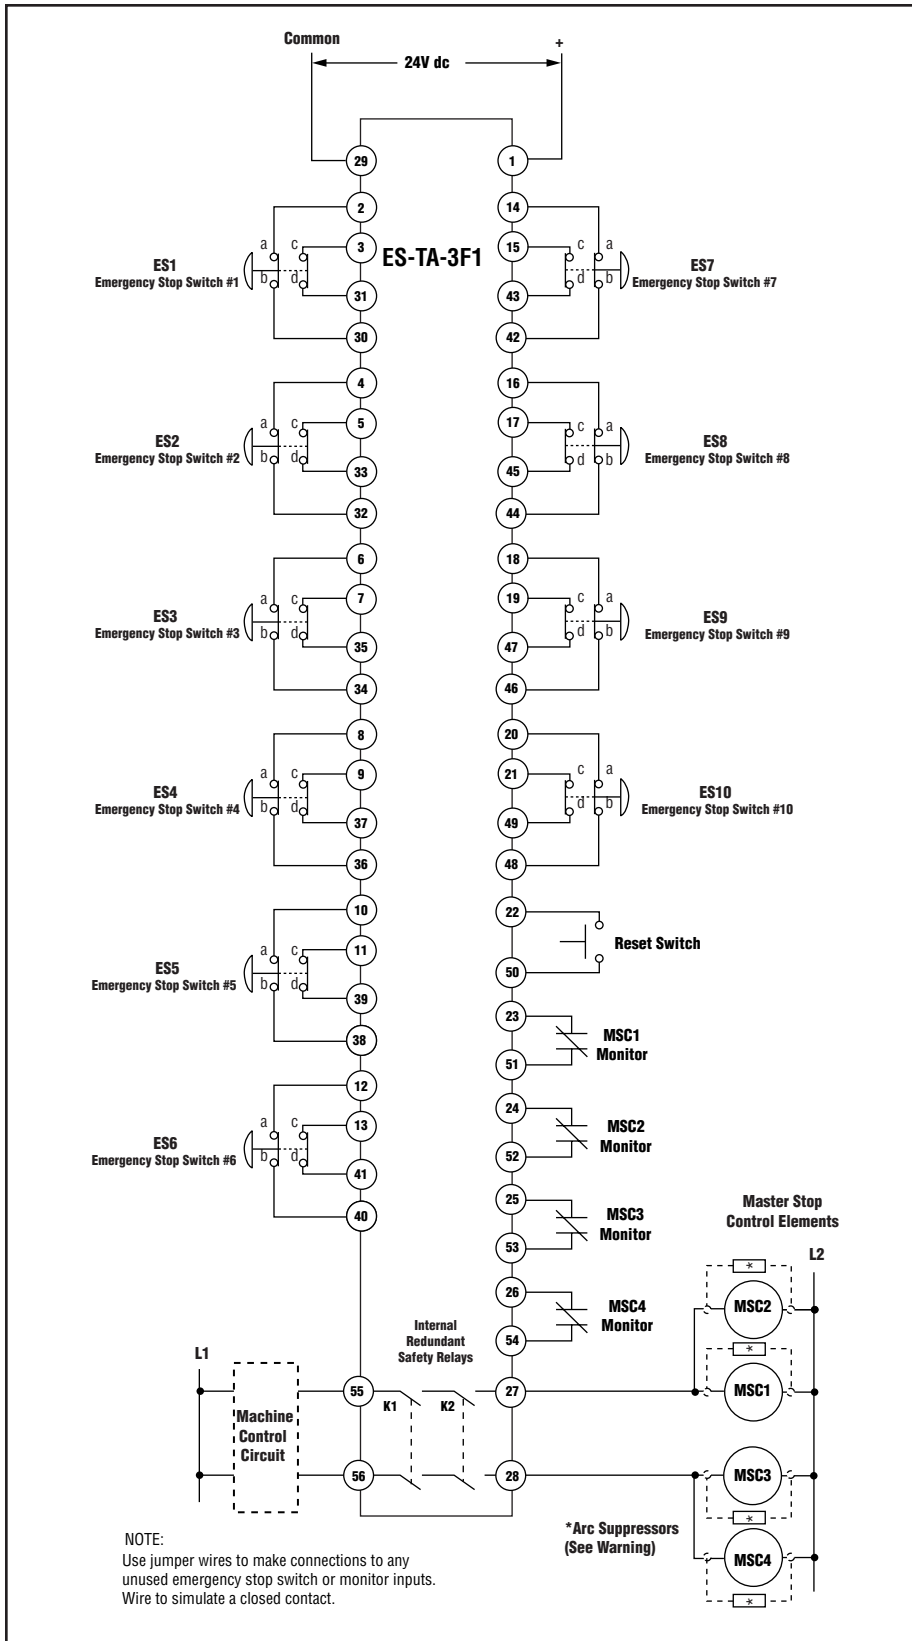 Common
+
24V dc
29
1
2
14
3
15
ES-TA-3F1
a
c
c
a
ES1
Emergency Stop Switch #1
ES7
Emergency Stop Switch #7
b
d
d
b
31
43
30
42
4
16
5
17
a
c
c
a
ES2
Emergency Stop Switch #2
ES8
Emergency Stop Switch #8
b
d
d
b
33
45
32
44
6
18
7
19
a
c
c
a
ES3
Emergency Stop Switch #3
ES9
Emergency Stop Switch #9
b
d
d
b
35
47
34
46
8
20
9
21
a
c
c
a
ES4
Emergency Stop Switch #4
ES10
Emergency Stop Switch #10
b
d
d
b
37
49
36
48
10
22
11
a
c
Reset Switch
ES5
Emergency Stop Switch #5
b
d
50
39
38
23
MSC1
Monitor
51
12
24
13
a
c
MSC2
Monitor
ES6
Emergency Stop Switch #6
b
d
52
41
40
25
MSC3
Monitor
53
Master Stop
Control Elements
L2
26
MSC4
Monitor
54
*
MSC2
Internal
Redundant
Safety Relays
*
MSC1
L1
55
K1
K2
27
Machine
Control
Circuit
56
28
MSC3
*
*Arc Suppressors
(See Warning)
MSC4
*
NOTE:
Use jumper wires to make connections to any
unused emergency stop switch or monitor inputs.
Wire to simulate a closed contact.